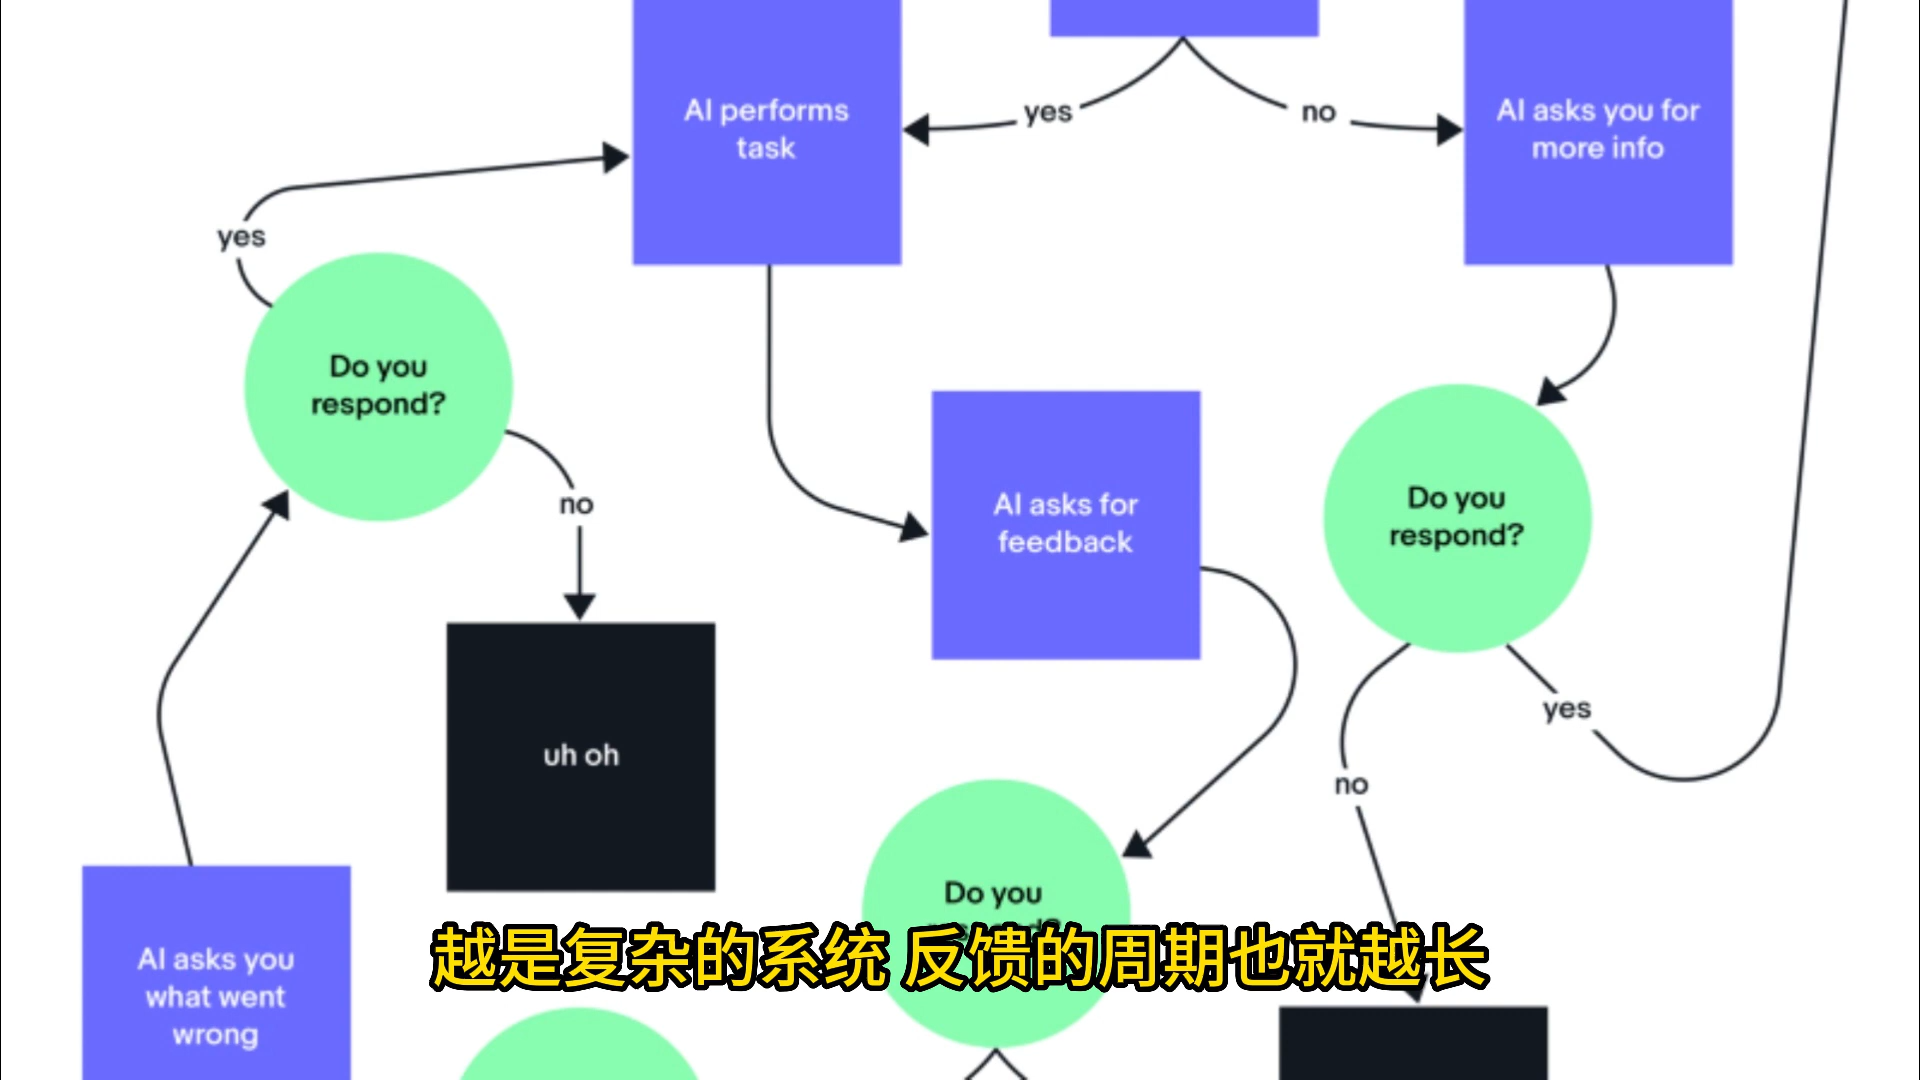 AI performs
task
yes
no
AI asks you for
more info
yes
Do you
respond?
no
AI asks for
feedback
Do you
respond?
yes
no
uh oh
Do you
AI asks you
what went
wrong
越是复杂的系统 反馈的周期也就越长